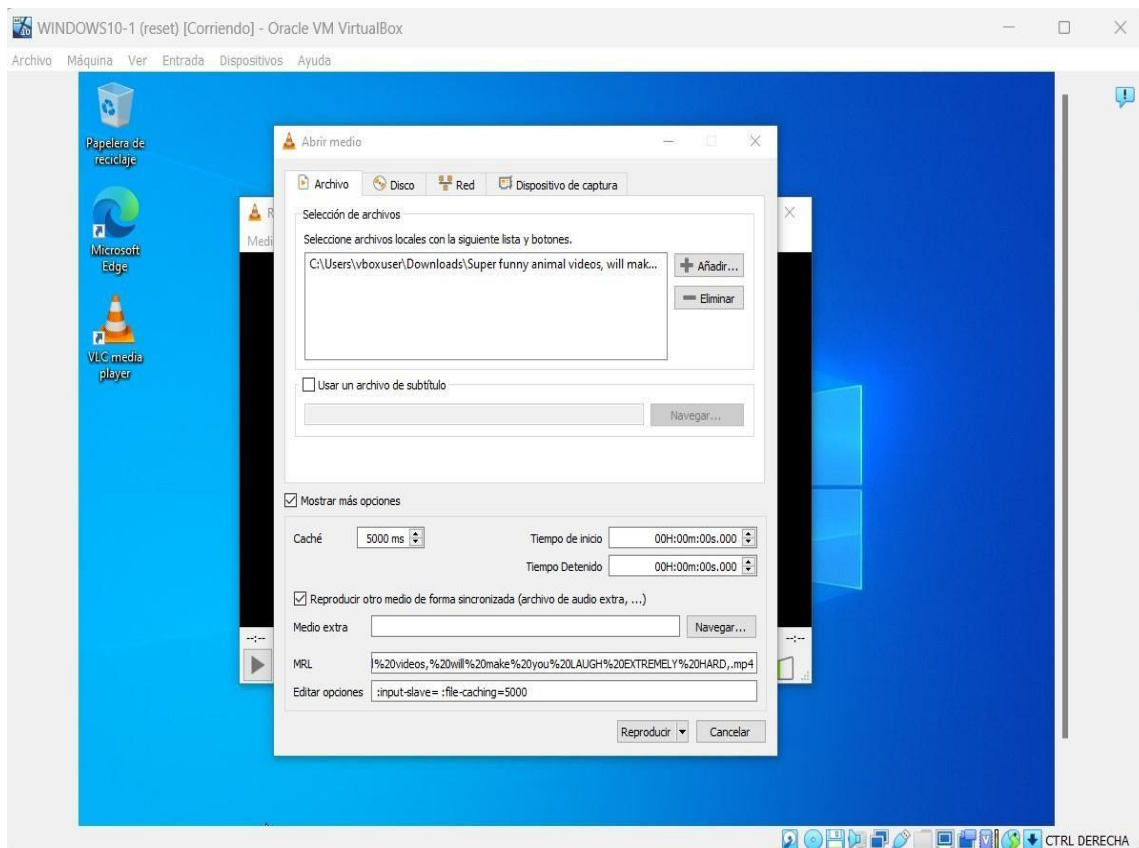 WINDOWS10-1 (reset) [Corriendo] - Oracle VM VirtualBox
Archivo Máquina Ver Entrada Dispositivos Ayuda
Papelera de
reciclaje
Microsoft
Edge
VLC media
player
Abrir medio
R
Medi
Archivo Disco Red Dispositivo de captura
Selección de archivos
Seleccione archivos locales con la siguiente lista y botones.
C:\Users\vboxuser\Downloads\Super funny animal videos, will mak...
Añadir...
Eliminar
Usar un archivo de subtítulo
Navegar...
Mostrar más opciones
Caché 5000 ms Tiempo de inicio 00H:00m:00s.000
Tiempo Detenido 00H:00m:00s.000
Reproducir otro medio de forma sincronizada (archivo de audio extra, ...)
Medio extra Navegar...
--:-- --:--
MRL l%20videos,%20will%20make%20you%20LAUGH%20EXTREMELY%20HARD,.mp4
Editar opciones :input-slave= :file-caching=5000
Reproducir Cancelar
CTRL DERECHA